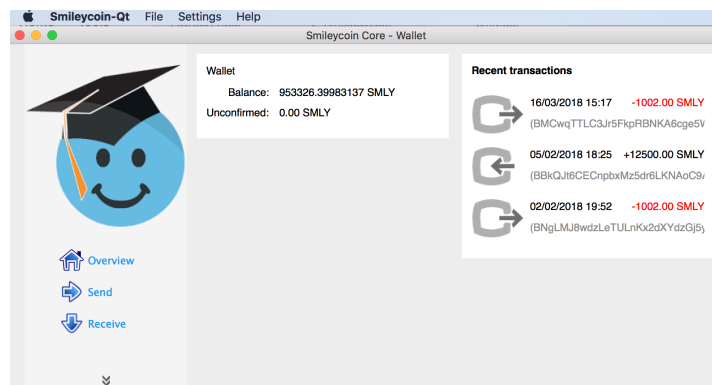 Smileycoin-Qt File Settings Help
Smileycoin Core - Wallet
Wallet
Balance: 953326.39983137 SMLY
Unconfirmed: 0.00 SMLY
Recent transactions
16/03/2018 15:17 -1002.00 SMLY
(BMCwqTTLC3Jr5FkpRBNKA6cge5W
05/02/2018 18:25 +12500.00 SMLY
(BBkQJt6CECnpbxMz5dr6LKNAoC9
02/02/2018 19:52 -1002.00 SMLY
(BNgLMJ8wdzLeTULnKx2dXYdzGj5y
Overview
Send
Receive